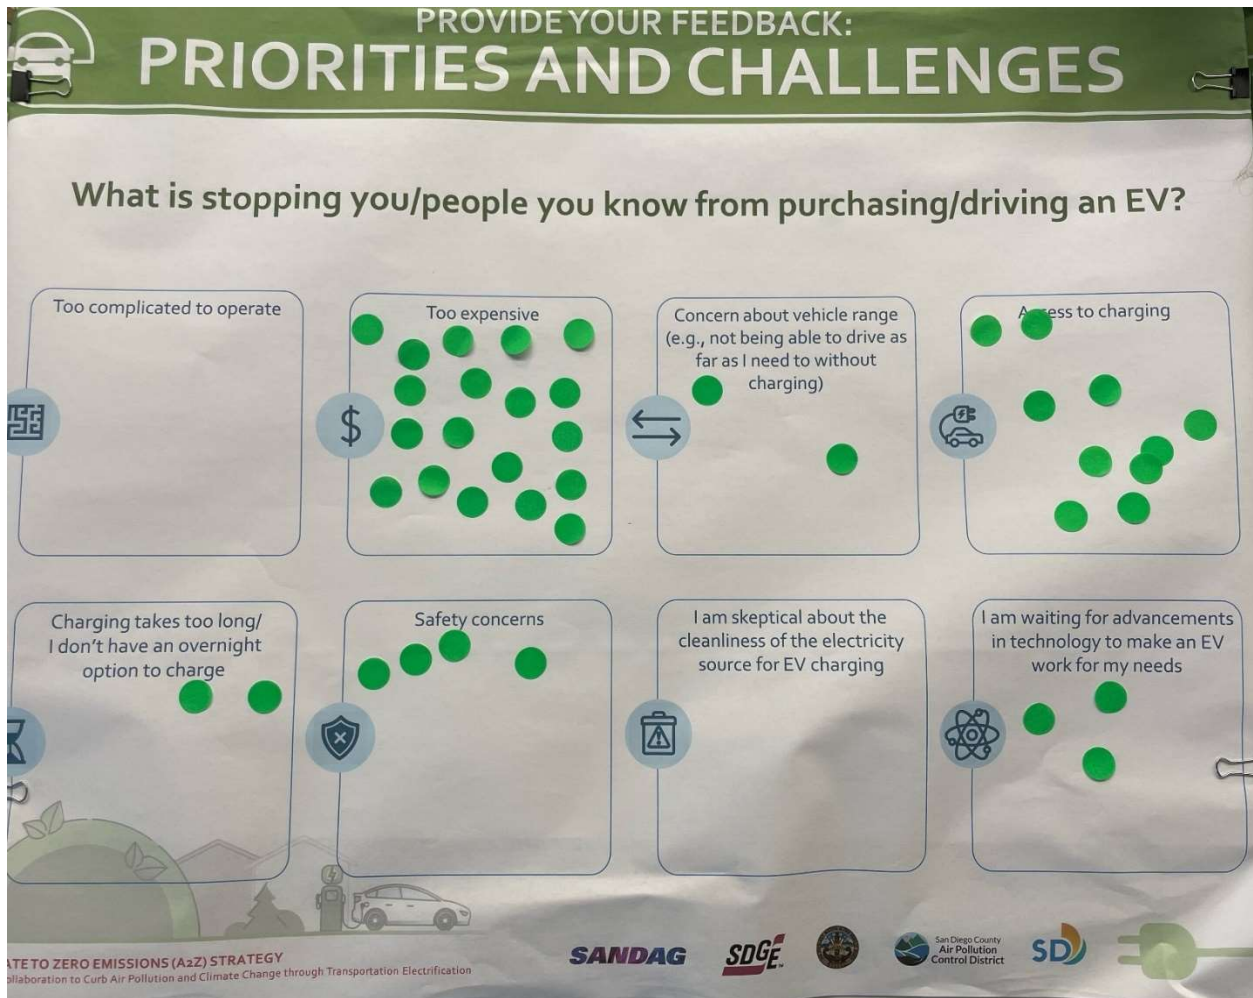 PROVIDE YOUR FEEDBACK:
PRIORITIES AND CHALLENGES
What is stopping you/people you know from purchasing/driving an EV?
Too complicated to operate
Too expensive
$
Concern about vehicle range
(e.g., not being able to drive as
far as I need to without
charging)
to charging
Charging takes too long/
I don't have an overnight
option to charge
Safety concerns
I am skeptical about the
cleanliness of the electricity
source for EV charging
I am waiting for advancements
in technology to make an EV
work for my needs
TO ZERO EMISSIONS (A2Z) STRATEGY
to Curb Air Pollution and Climate Change through Transportation Electrification
SANDAG
SDGE
San Diego County
Air Pollution
Control District
SD